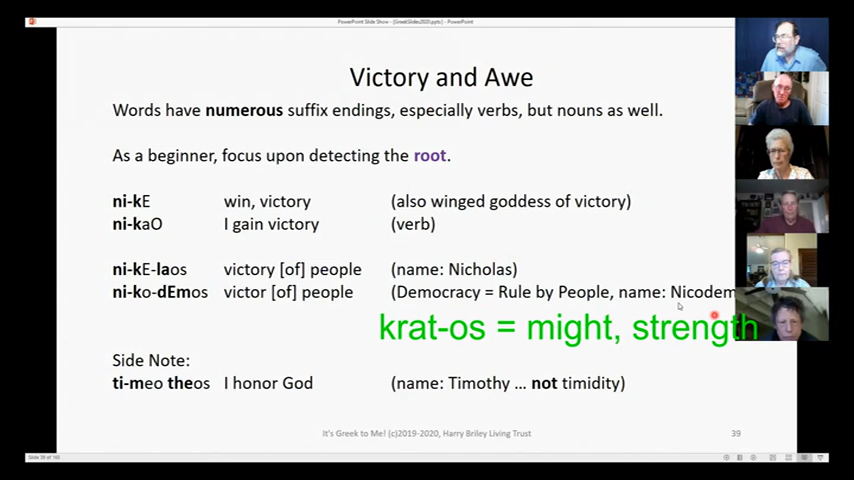 PowerPoint Slide Show - [GreekSlides2020.pptx] - PowerPoint
Victory and Awe
Words have numerous suffix endings, especially verbs, but nouns as well.
As a beginner, focus upon detecting the root.
ni-kE win, victory (also winged goddess of victory)
ni-kaO I gain victory (verb)
ni-kE-laos victory [of] people (name: Nicholas)
ni-ko-dEmos victor [of] people (Democracy = Rule by People, name: Nicodem
krat-os = might, strength
Side Note:
ti-meo theos I honor God (name: Timothy ... not timidity)
It's Greek to Me! (c)2019-2020, Harry Briley Living Trust 39